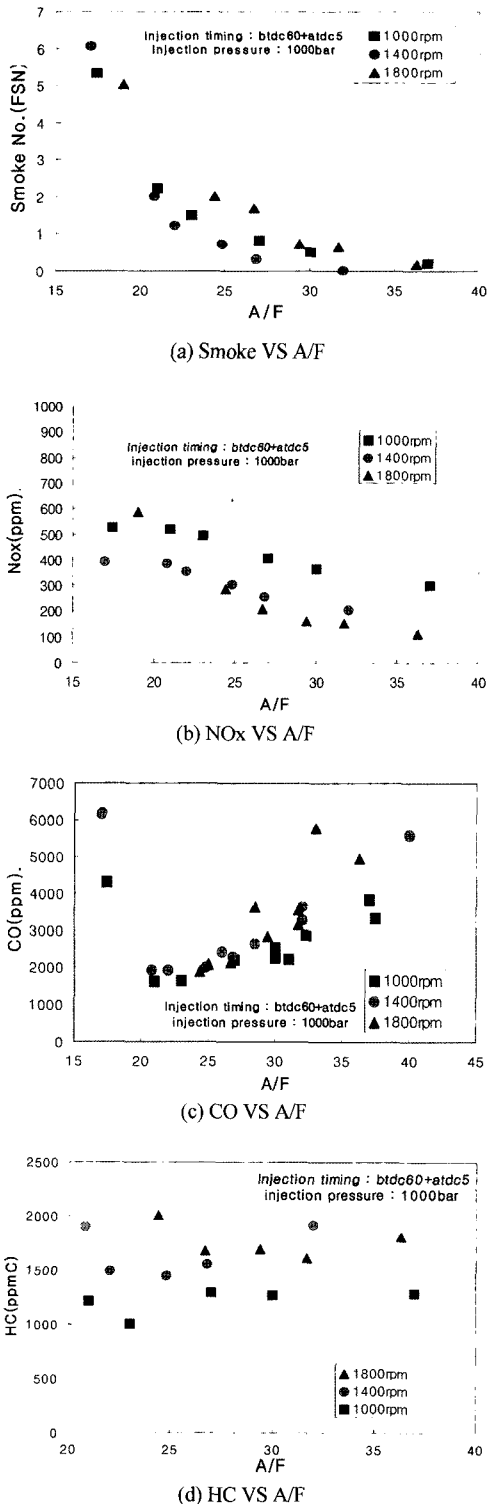 Injection timing : btdc60+atdc5
Injection pressure : 1000bar
■ 1000rpm
● 1400rpm
▲ 1800rpm
Smoke No.(FSN)
7
6
5
4
3
2
1
0
15 20 25 30 35 40
A/F
(a) Smoke VS A/F
Injection timing : btdc60+atdc5
injection pressure : 1000bar
■ 1000rpm
● 1400rpm
▲ 1800rpm
Nox(ppm).
1000
900
800
700
600
500
400
300
200
100
0
15 20 25 30 35 40
A/F
(b) NOx VS A/F
CO(ppm).
7000
6000
5000
4000
3000
2000
1000
0
■ 1000rpm
● 1400rpm
▲ 1800rpm
Injection timing : btdc60+atdc5
injection pressure : 1000bar
15 20 25 30 35 40 45
A/F
(c) CO VS A/F
Injection timing : btdc60+atdc5
injection pressure : 1000bar
HC(ppmC)
2500
2000
1500
1000
500
0
▲ 1800rpm
● 1400rpm
■ 1000rpm
20 25 30 35 40
A/F
(d) HC VS A/F